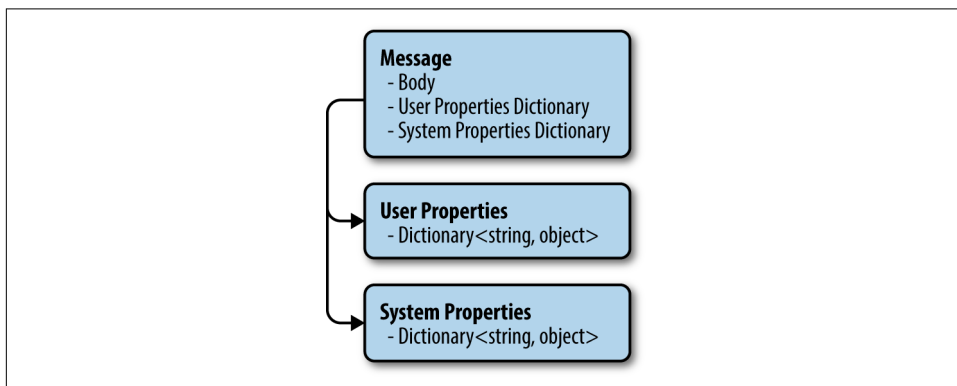 Message
- Body
- User Properties Dictionary
- System Properties Dictionary
User Properties
- Dictionary<string, object>
System Properties
- Dictionary<string, object>